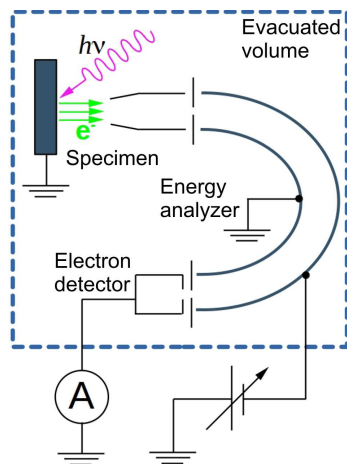 hν
Evacuated
volume
e-
Specimen
Energy
analyzer
Electron
detector
A